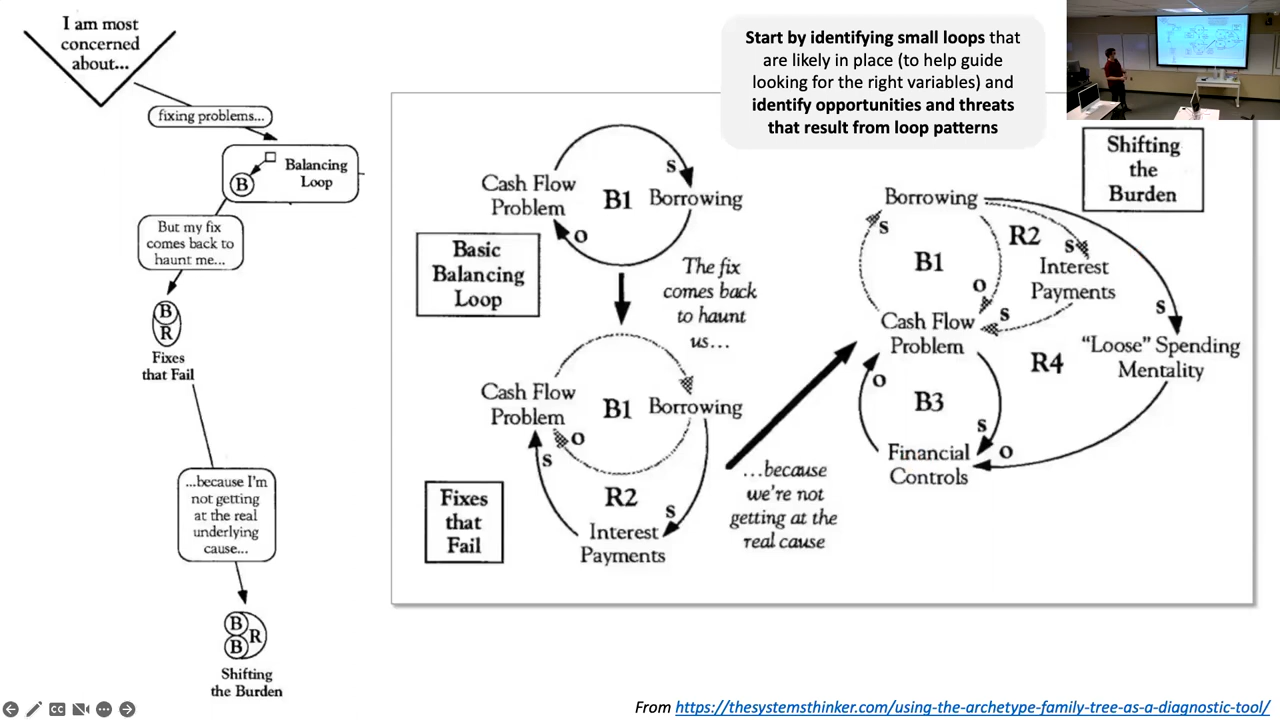 I am most
concerned
about...
fixing problems...
B
Balancing
Loop
But my fix
comes back to
haunt me...
B
R
Fixes
that Fail
...because I'm
not getting
at the real
underlying
cause...
B
B
R
Shifting
the Burden
Start by identifying small loops that
are likely in place (to help guide
looking for the right variables) and
identify opportunities and threats
that result from loop patterns
Cash Flow
Problem
B1
Borrowing
s
o
Basic
Balancing
Loop
The fix
comes back
to haunt
us...
Cash Flow
Problem
B1
Borrowing
o
s
R2
s
Interest
Payments
Fixes
that
Fail
...because
we're not
getting at the
real cause
Shifting
the
Burden
Borrowing
s
B1
R2
s
o
Interest
Payments
s
s
Cash Flow
Problem
"Loose" Spending
Mentality
R4
o
B3
s
o
Financial
Controls
CC
From https://thesystemsthinker.com/using-the-archetype-family-tree-as-a-diagnostic-tool/